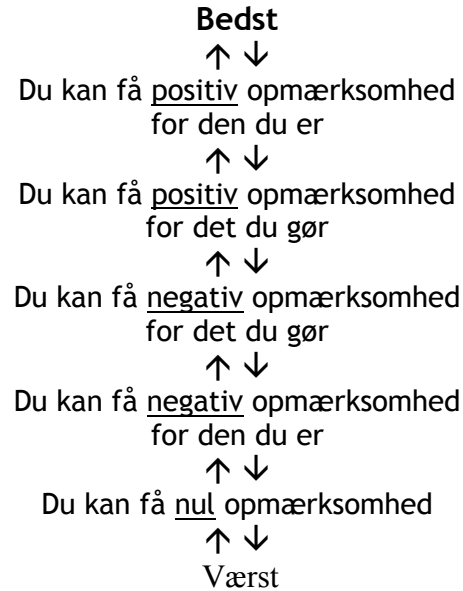 Bedst
↑ ↓
Du kan få positiv opmærksomhed
for den du er
↑ ↓
Du kan få positiv opmærksomhed
for det du gør
↑ ↓
Du kan få negativ opmærksomhed
for det du gør
↑ ↓
Du kan få negativ opmærksomhed
for den du er
↑ ↓
Du kan få nul opmærksomhed
↑ ↓
Værst